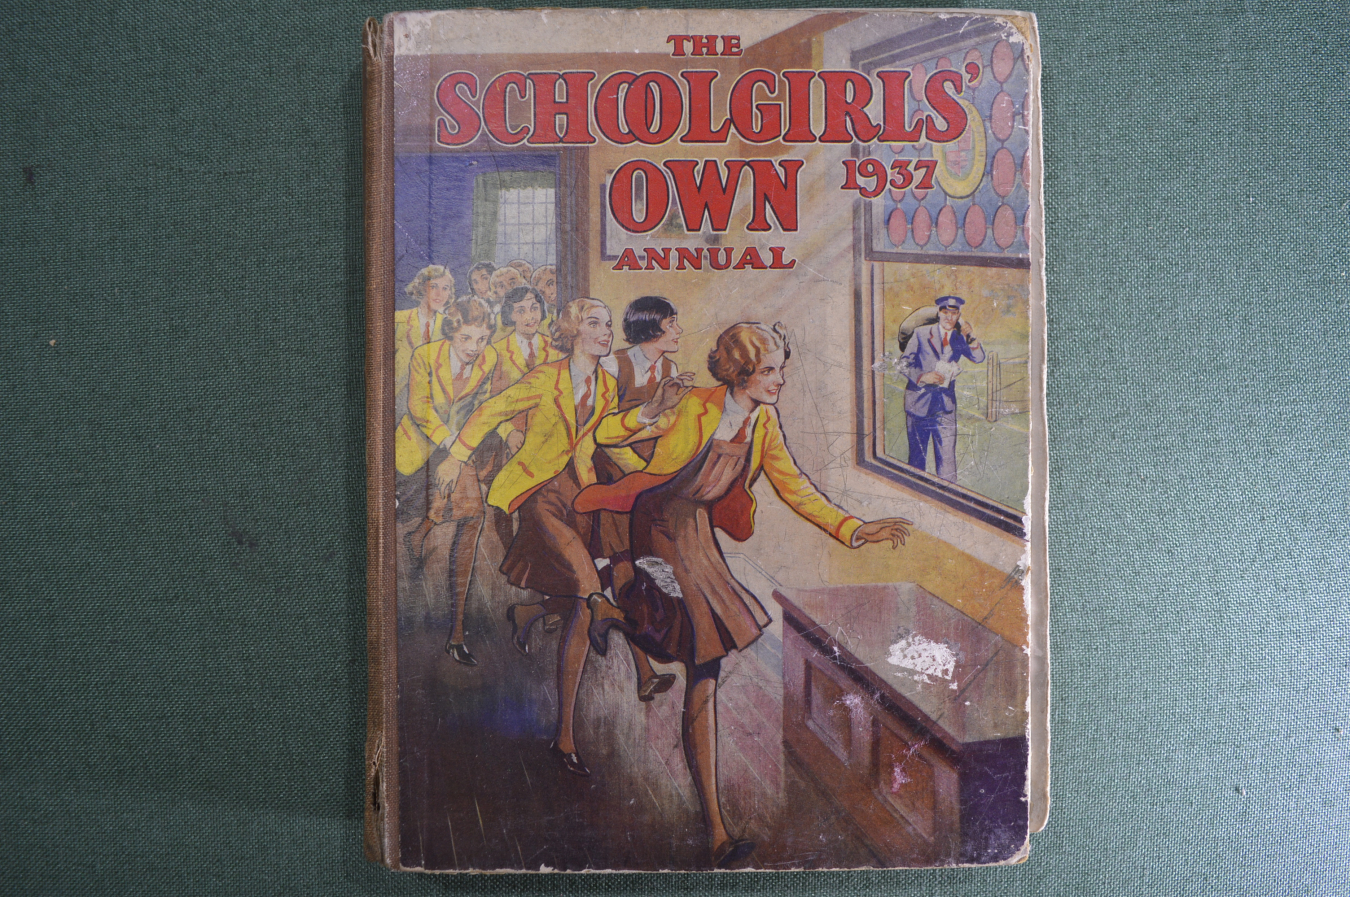 THE
SCHOOLGIRLS'
OWN 1937
ANNUAL